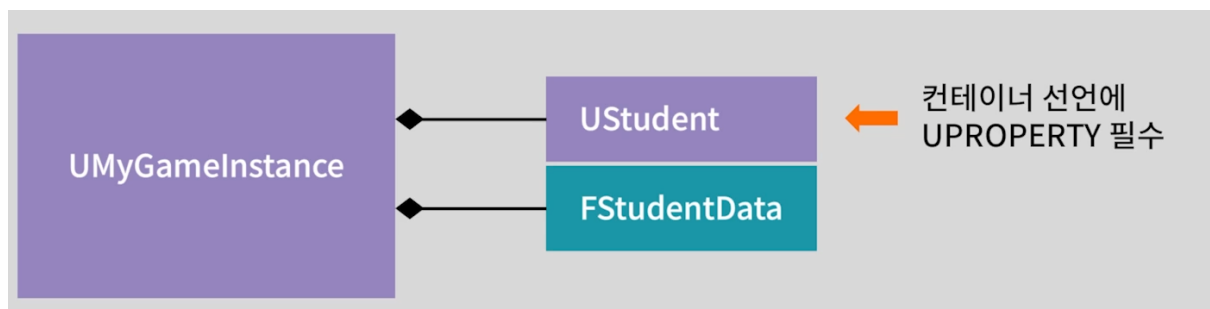 UMyGameInstance
UStudent
FStudentData
컨테이너 선언에
UPROPERTY 필수